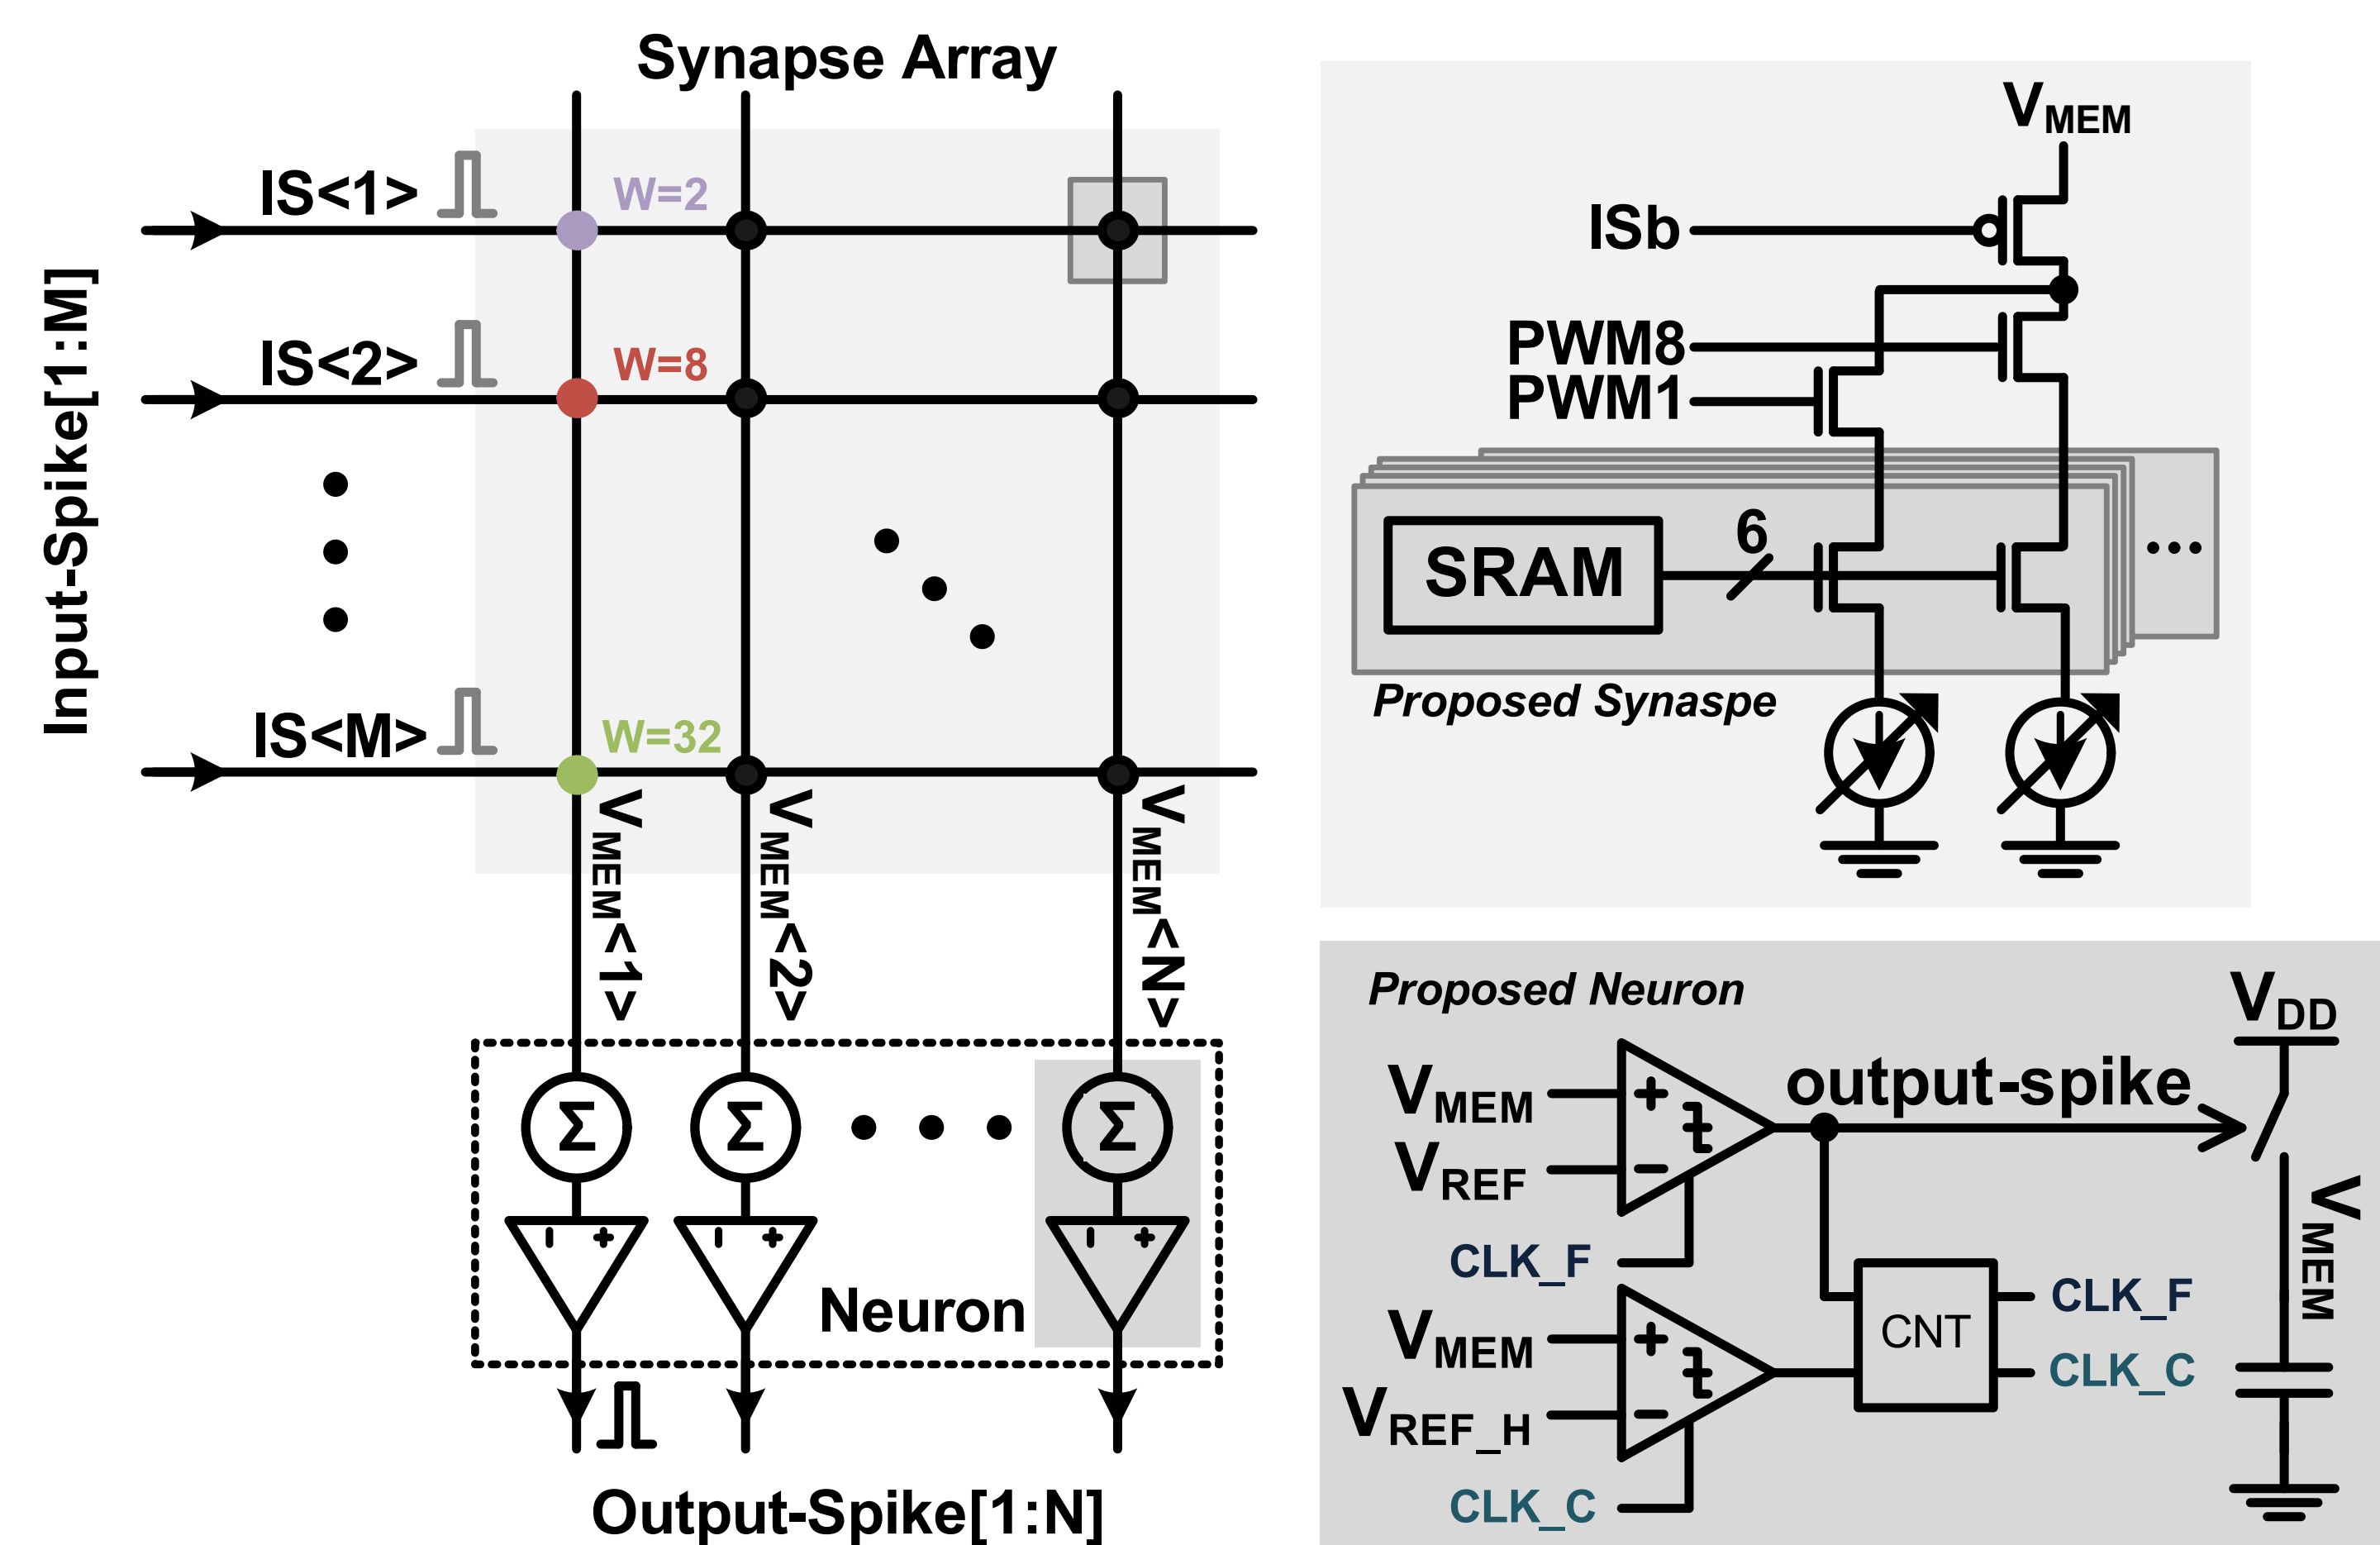 Synapse Array
Input-Spike[1:M]
IS<1>
W=2
IS<2>
W=8
IS<M>
W=32
VMEM<1>
VMEM<2>
VMEM<N>
Σ
Σ
Σ
− +
− +
− +
Neuron
Output-Spike[1:N]
VMEM
ISb
PWM8
PWM1
SRAM
6
Proposed Synaspe
Proposed Neuron
VDD
VMEM
+
output-spike
VREF
−
CLK_F
VMEM
VMEM
+
CNT
CLK_F
CLK_C
VREF_H
−
CLK_C